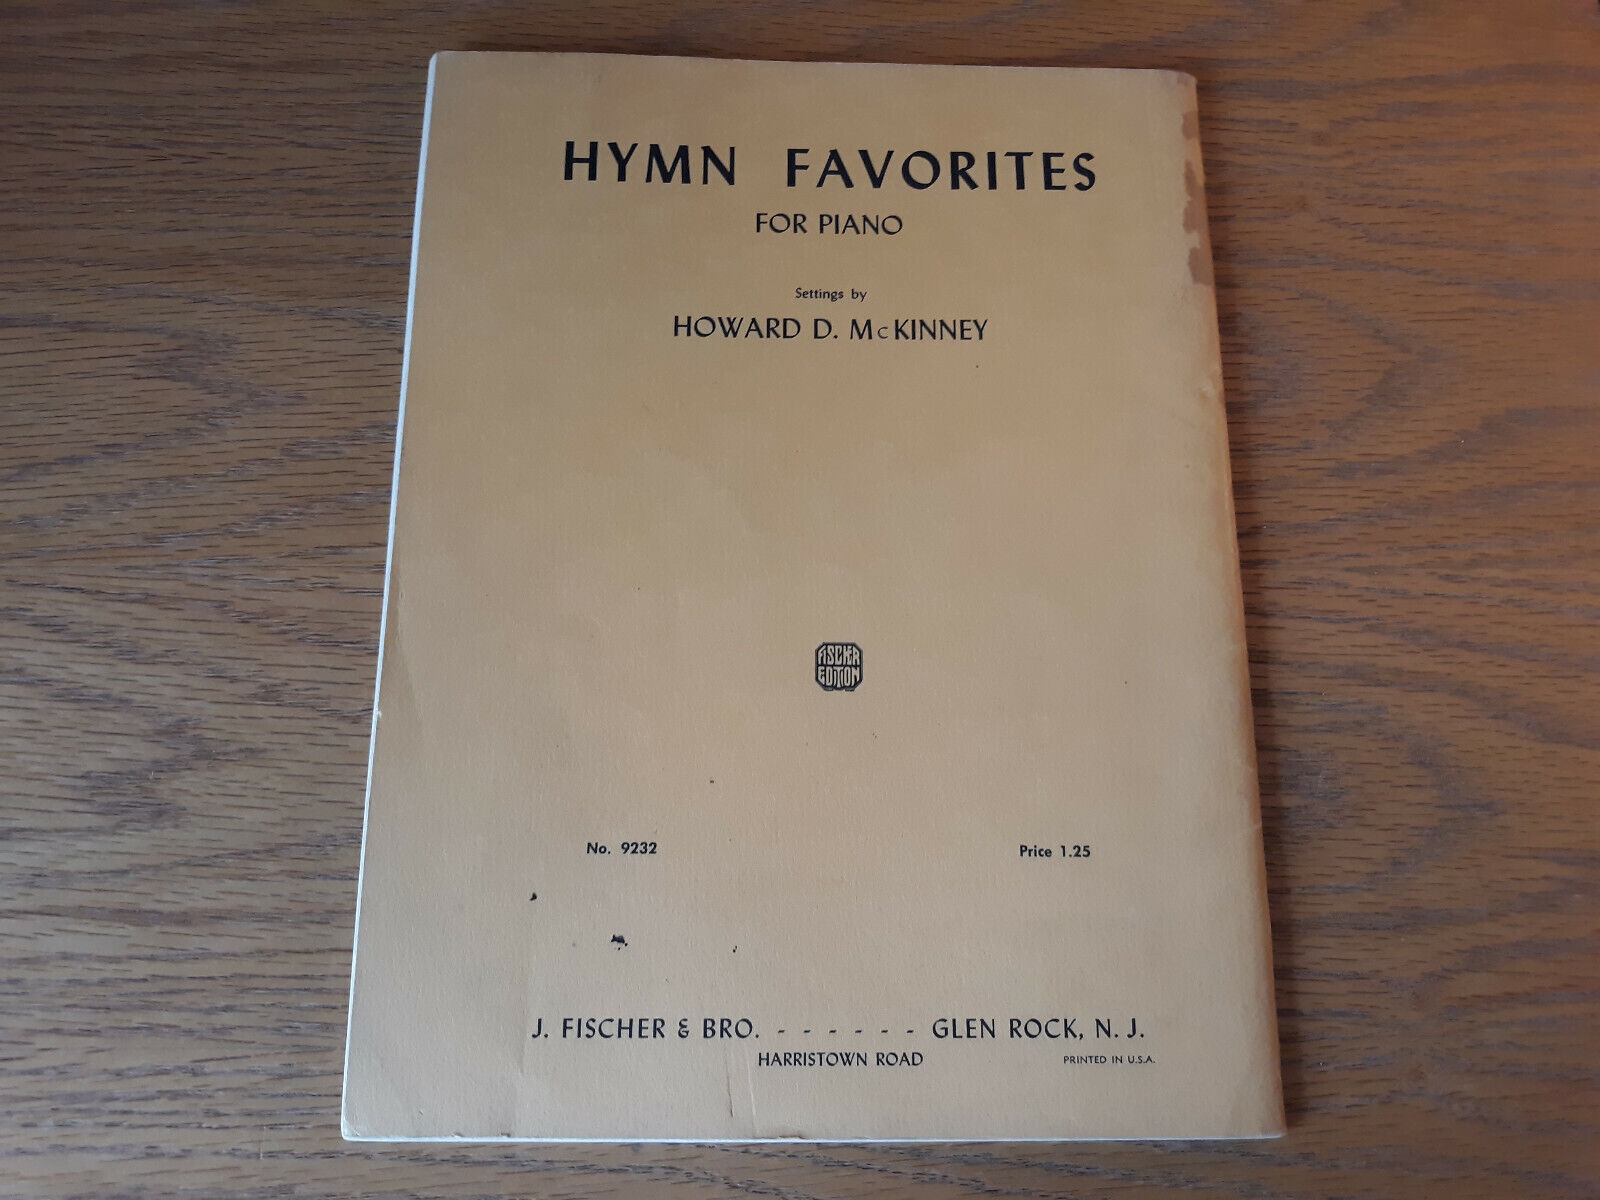 HYMN FAVORITES
FOR PIANO
Settings by
HOWARD D. McKINNEY
FISCHER
EDITION
No. 9232
Price 1.25
J. FISCHER & BRO. - - - - - - GLEN ROCK, N. J.
HARRISTOWN ROAD
PRINTED IN U.S.A.